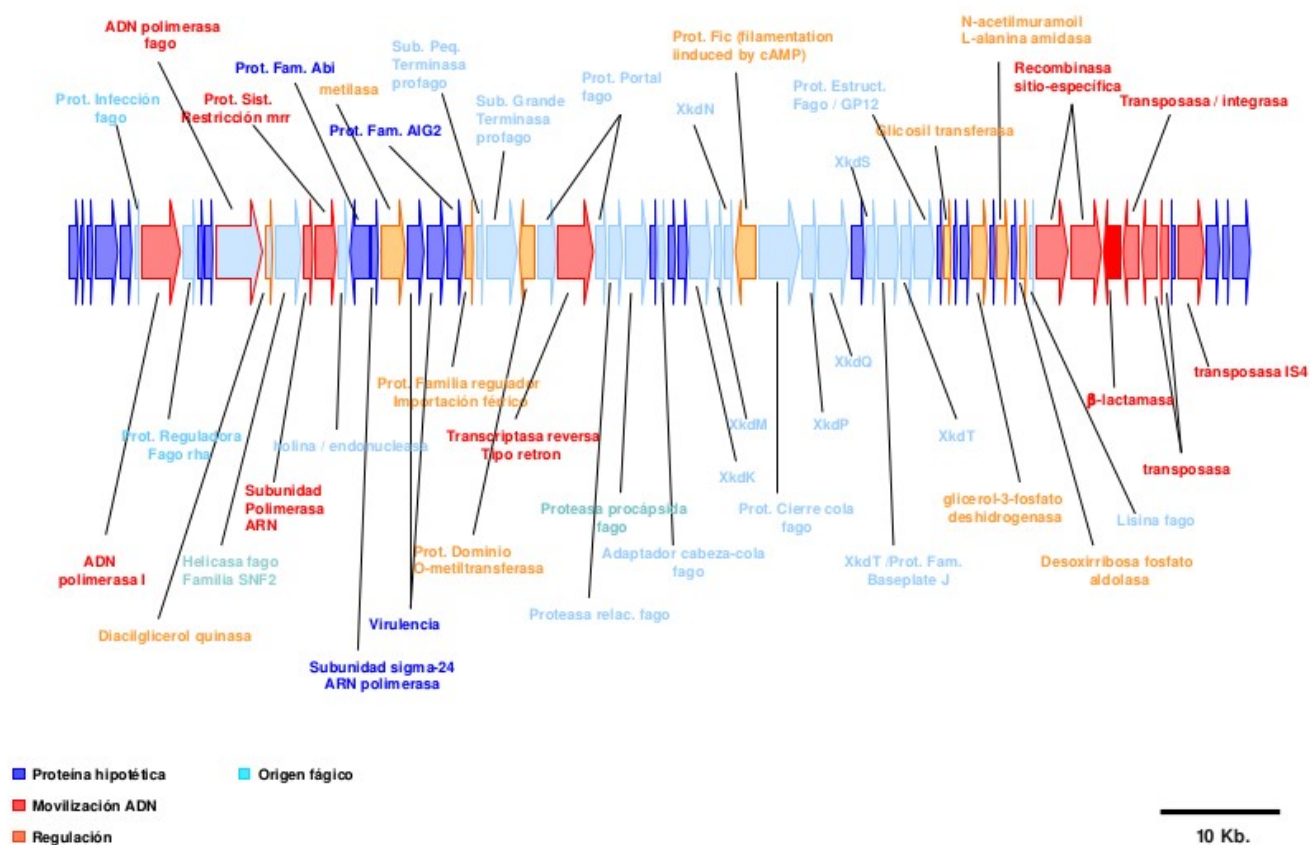 ADN polimerasa
fago
Prot. Infección
fago
Prot. Sist.
Restricción mrr
Prot. Fam. Abi
metilasa
Prot. Fam. AIG2
Sub. Peq.
Terminasa
profago
Sub. Grande
Terminasa
profago
Prot. Portal
fago
Prot. Fic (filamentation
iinduced by cAMP)
XkdN
Prot. Estruct.
Fago / GP12
XkdS
Glicosil transferasa
N-acetilmuramoil
L-alanina amidasa
Recombinasa
sitio-específica
Transposasa / integrasa
ADN
polimerasa I
Prot. Reguladora
Fago rha
Diacilglicerol quinasa
Helicasa fago
Familia SNF2
Subunidad
Polimerasa
ARN
holina / endonucleasa
Subunidad sigma-24
ARN polimerasa
Virulencia
Prot. Familia regulador
Importación férrico
Prot. Dominio
O-metiltransferasa
Transcriptasa reversa
Tipo retron
Proteasa relac. fago
Proteasa procápsida
fago
Adaptador cabeza-cola
fago
XkdK
XkdM
Prot. Cierre cola
fago
XkdP
XkdQ
XkdT /Prot. Fam.
Baseplate J
XkdT
glicerol-3-fosfato
deshidrogenasa
Desoxirribosa fosfato
aldolasa
Lisina fago
β-lactamasa
transposasa
transposasa IS4
Proteína hipotética
Origen fágico
Movilización ADN
Regulación
10 Kb.